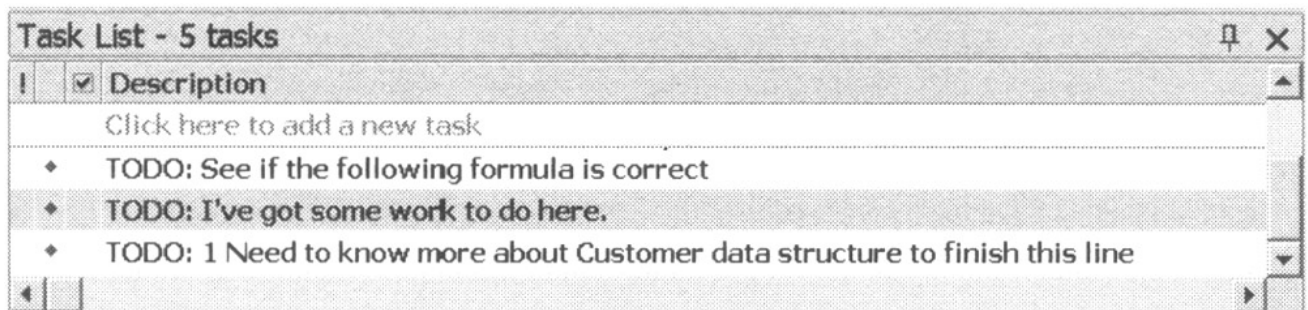 Task List - 5 tasks
! Description
Click here to add a new task
TODO: See if the following formula is correct
TODO: I've got some work to do here.
TODO: 1 Need to know more about Customer data structure to finish this line